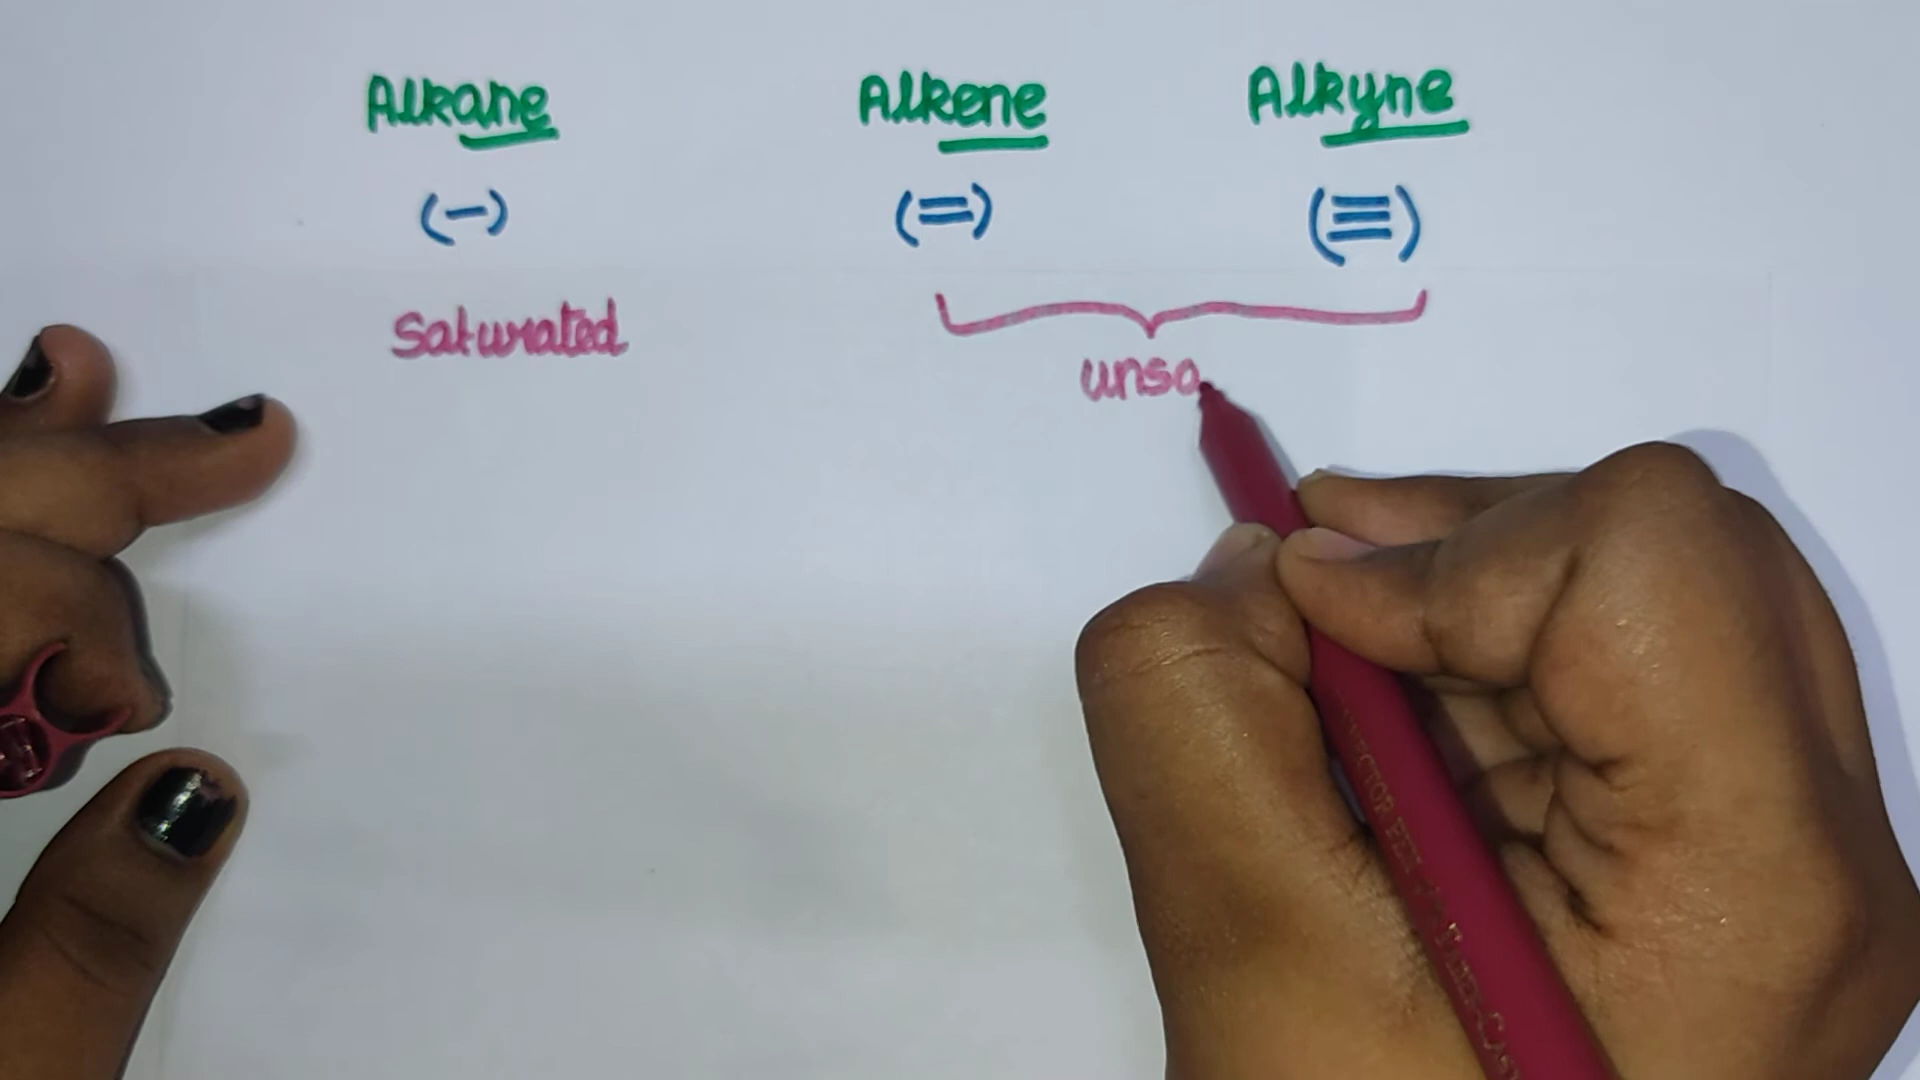 Alkane Alkene Alkyne
(-) (=) (≡)
Saturated
unsa